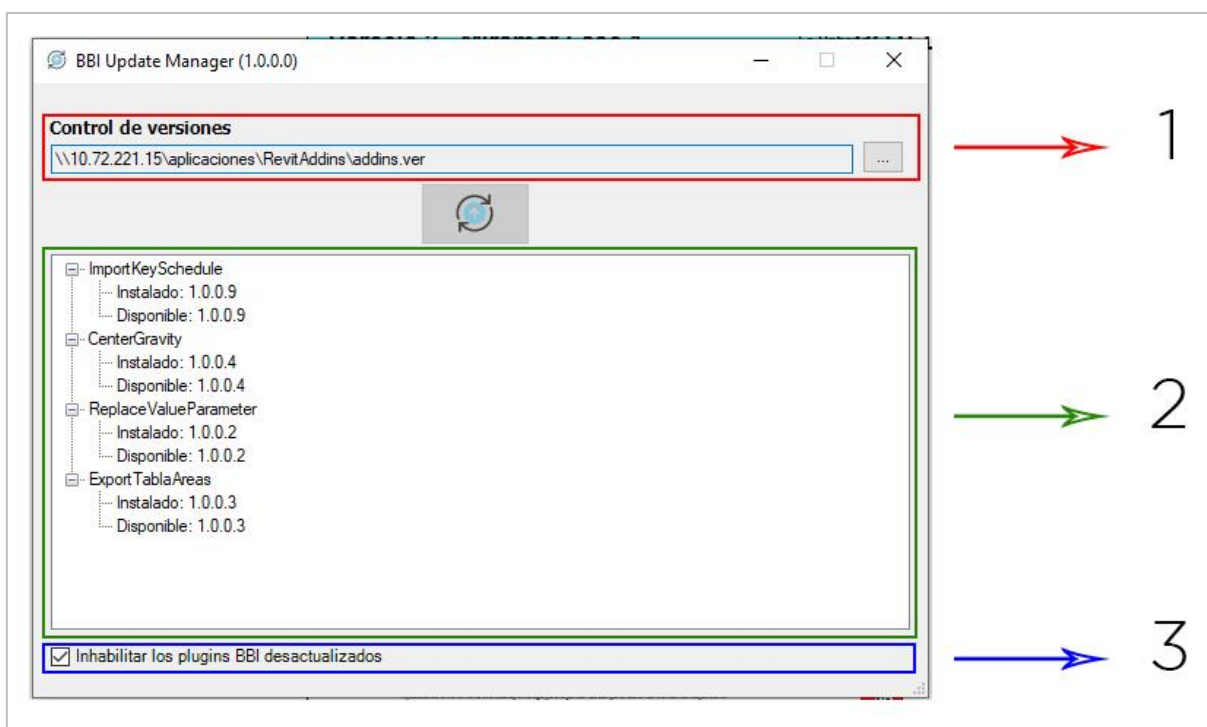 BBI Update Manager (1.0.0.0)
Control de versiones
\\10.72.221.15\aplicaciones\RevitAddins\addins.ver
...
1
ImportKeySchedule
Instalado: 1.0.0.9
Disponible: 1.0.0.9
CenterGravity
Instalado: 1.0.0.4
Disponible: 1.0.0.4
ReplaceValueParameter
Instalado: 1.0.0.2
Disponible: 1.0.0.2
ExportTablaAreas
Instalado: 1.0.0.3
Disponible: 1.0.0.3
2
Inhabilitar los plugins BBI desactualizados
3